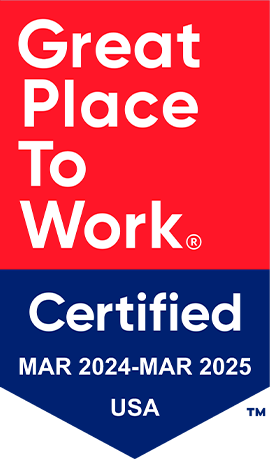 Great
Place
To
Work®
Certified
MAR 2024-MAR 2025
USA
™